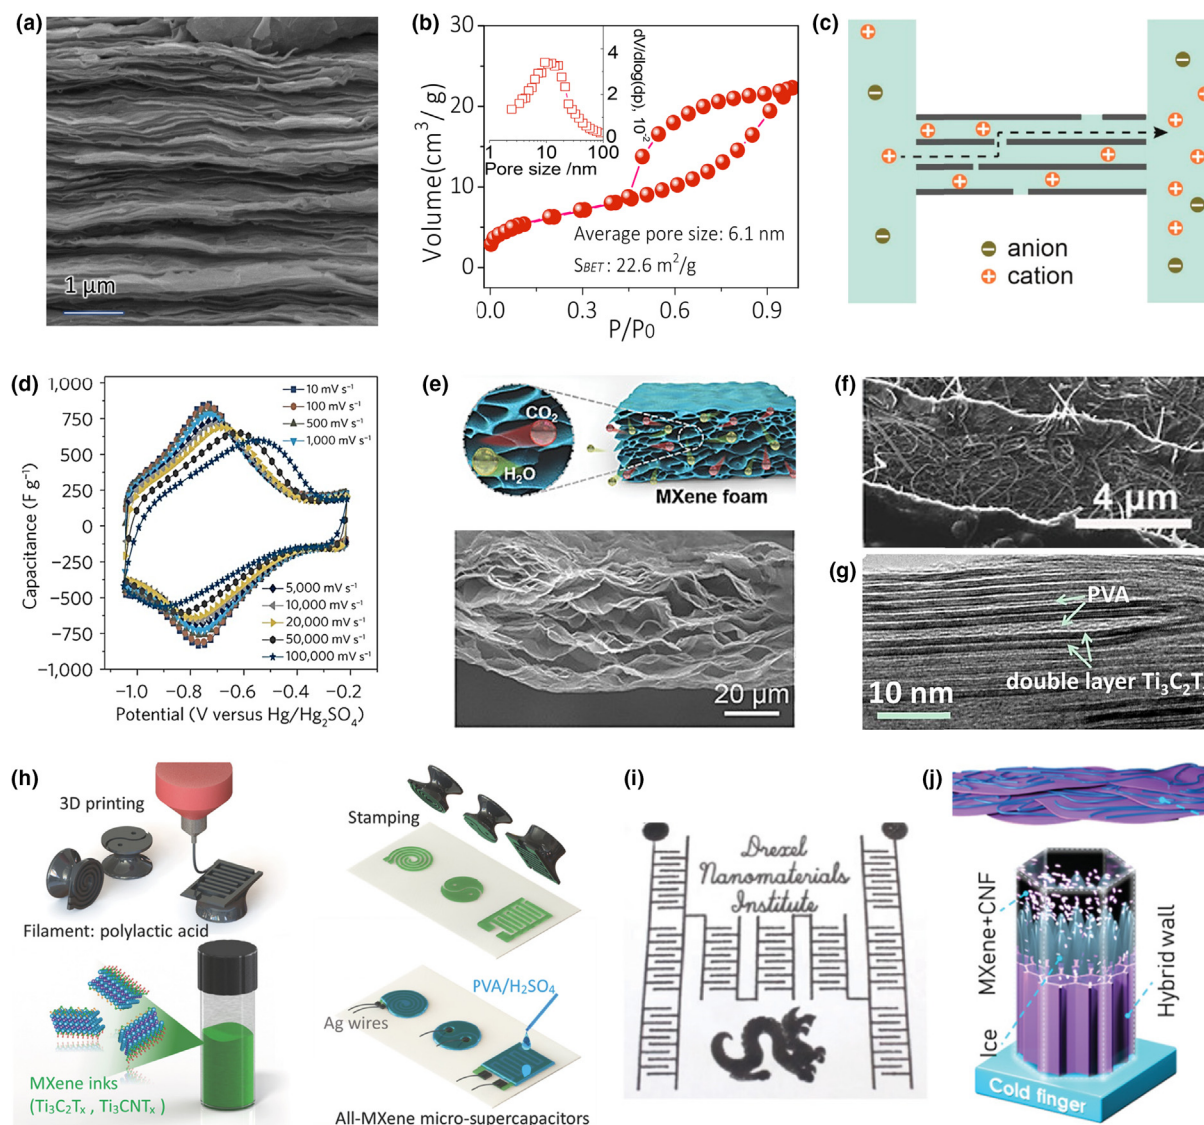 (a)
1 μm
(b)
30
20
10
0
Volume(cm³/ g)
0.0 0.3 0.6 0.9
P/P₀
4
2
0
dV/dlog(dp), 10⁻²
1 10 100
Pore size /nm
Average pore size: 6.1 nm
S_BET : 22.6 m²/g
(c)
anion
cation
(d)
1,000
750
500
250
0
−250
−500
−750
−1,000
Capacitance (F g⁻¹)
10 mV s⁻¹
100 mV s⁻¹
500 mV s⁻¹
1,000 mV s⁻¹
5,000 mV s⁻¹
10,000 mV s⁻¹
20,000 mV s⁻¹
50,000 mV s⁻¹
100,000 mV s⁻¹
−1.0 −0.8 −0.6 −0.4 −0.2
Potential (V versus Hg/Hg₂SO₄)
(e)
CO₂
H₂O
MXene foam
20 μm
(f)
4 μm
(g)
PVA
double layer Ti₃C₂T
10 nm
(h)
3D printing
Filament: polylactic acid
MXene inks
(Ti₃C₂Tₓ , Ti₃CNTₓ )
Stamping
PVA/H₂SO₄
Ag wires
All-MXene micro-supercapacitors
(i)
Drexel
Nanomaterials
Institute
(j)
MXene+CNF
Ice
Hybrid wall
Cold finger